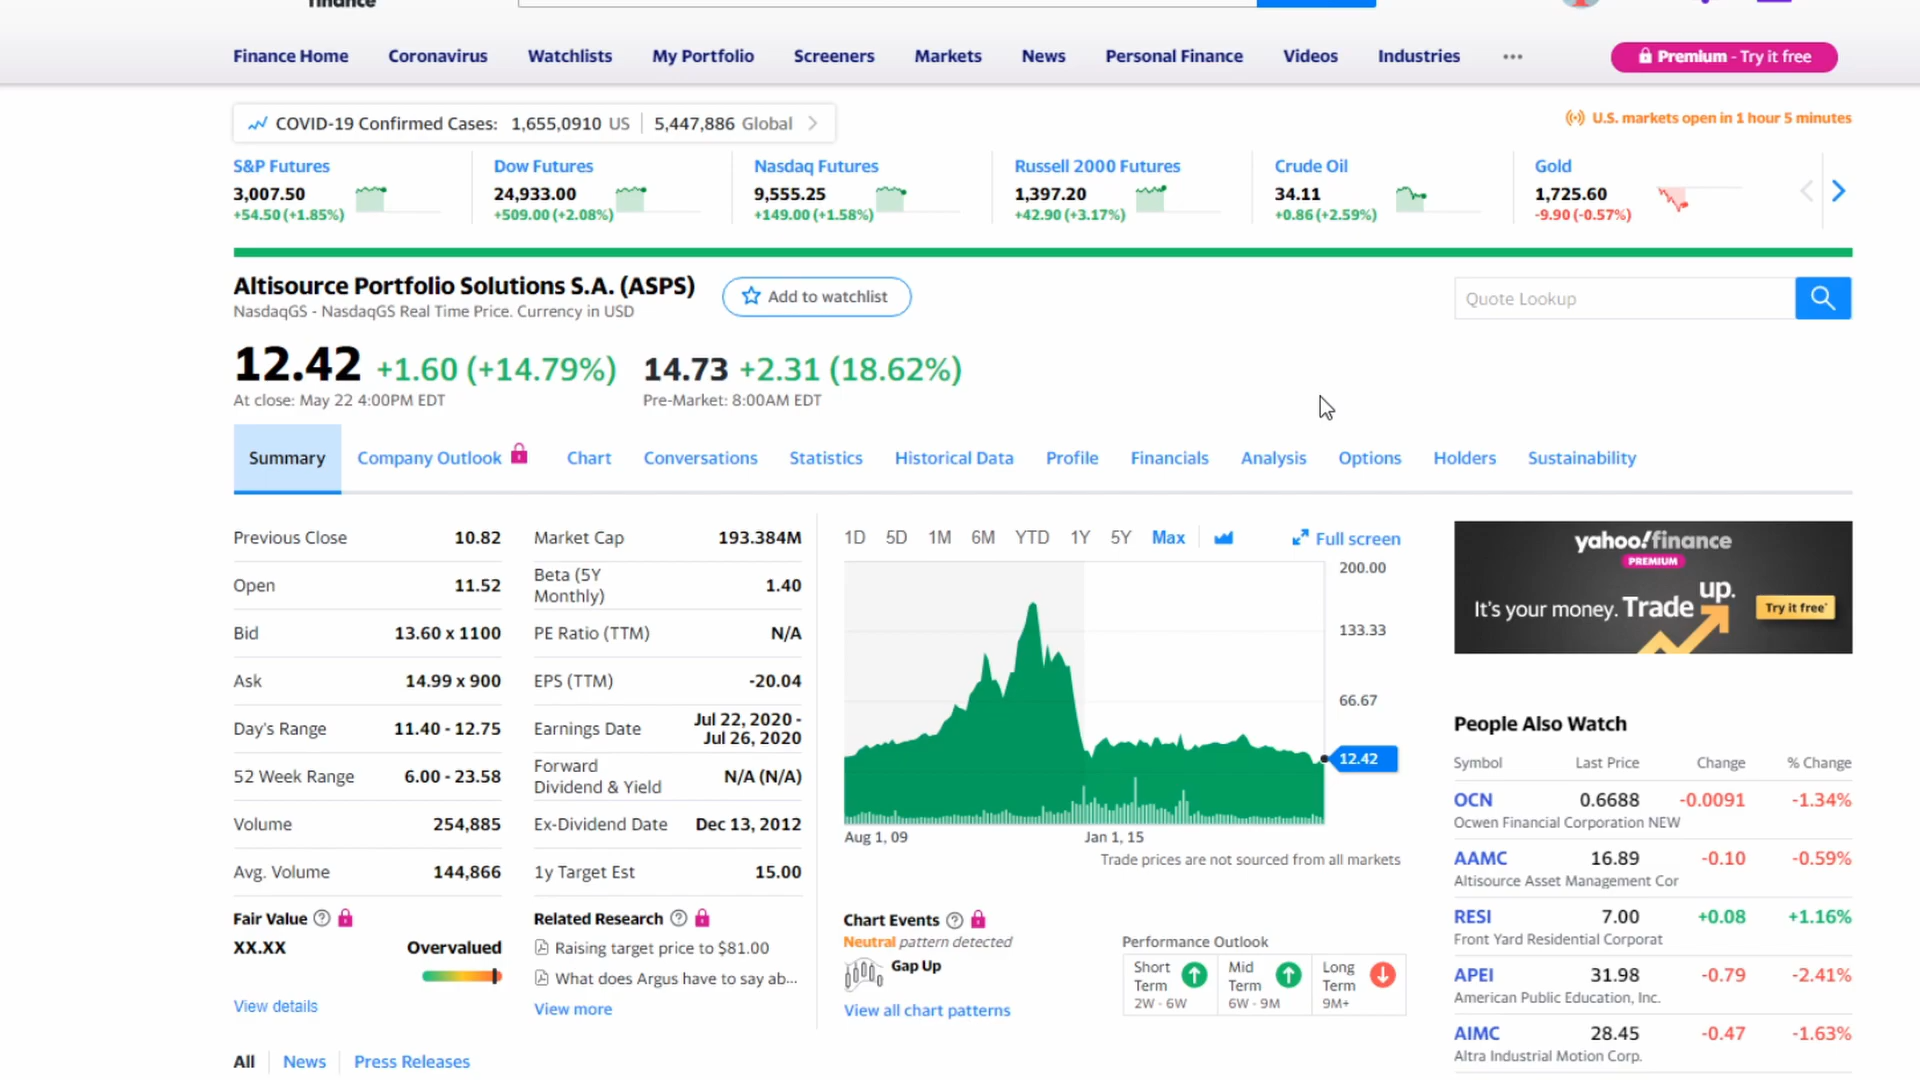 finance
Finance Home Coronavirus Watchlists My Portfolio Screeners Markets News Personal Finance Videos Industries ••• Premium - Try it free
COVID-19 Confirmed Cases: 1,655,0910 US 5,447,886 Global
U.S. markets open in 1 hour 5 minutes
S&P Futures
3,007.50
+54.50 (+1.85%)
Dow Futures
24,933.00
+509.00 (+2.08%)
Nasdaq Futures
9,555.25
+149.00 (+1.58%)
Russell 2000 Futures
1,397.20
+42.90 (+3.17%)
Crude Oil
34.11
+0.86 (+2.59%)
Gold
1,725.60
-9.90 (-0.57%)
Altisource Portfolio Solutions S.A. (ASPS)
NasdaqGS - NasdaqGS Real Time Price. Currency in USD
Add to watchlist
Quote Lookup
12.42 +1.60 (+14.79%)
At close: May 22 4:00PM EDT
14.73 +2.31 (18.62%)
Pre-Market: 8:00AM EDT
Summary Company Outlook Chart Conversations Statistics Historical Data Profile Financials Analysis Options Holders Sustainability
Previous Close 10.82
Open 11.52
Bid 13.60 x 1100
Ask 14.99 x 900
Day's Range 11.40 - 12.75
52 Week Range 6.00 - 23.58
Volume 254,885
Avg. Volume 144,866
Market Cap 193.384M
Beta (5Y
Monthly) 1.40
PE Ratio (TTM) N/A
EPS (TTM) -20.04
Earnings Date Jul 22, 2020 -
Jul 26, 2020
Forward
Dividend & Yield N/A (N/A)
Ex-Dividend Date Dec 13, 2012
1y Target Est 15.00
Fair Value
XX.XX Overvalued
View details
Related Research
Raising target price to $81.00
What does Argus have to say ab...
View more
1D 5D 1M 6M YTD 1Y 5Y Max Full screen
200.00
133.33
66.67
12.42
Aug 1, 09 Jan 1, 15
Trade prices are not sourced from all markets
Chart Events
Neutral pattern detected
Gap Up
View all chart patterns
Performance Outlook
Short
Term
2W - 6W
Mid
Term
6W - 9M
Long
Term
9M+
yahoo!finance
PREMIUM
It's your money. Trade up.
Try it free*
People Also Watch
Symbol Last Price Change % Change
OCN 0.6688 -0.0091 -1.34%
Ocwen Financial Corporation NEW
AAMC 16.89 -0.10 -0.59%
Altisource Asset Management Cor
RESI 7.00 +0.08 +1.16%
Front Yard Residential Corporat
APEI 31.98 -0.79 -2.41%
American Public Education, Inc.
AIMC 28.45 -0.47 -1.63%
Altra Industrial Motion Corp.
All News Press Releases